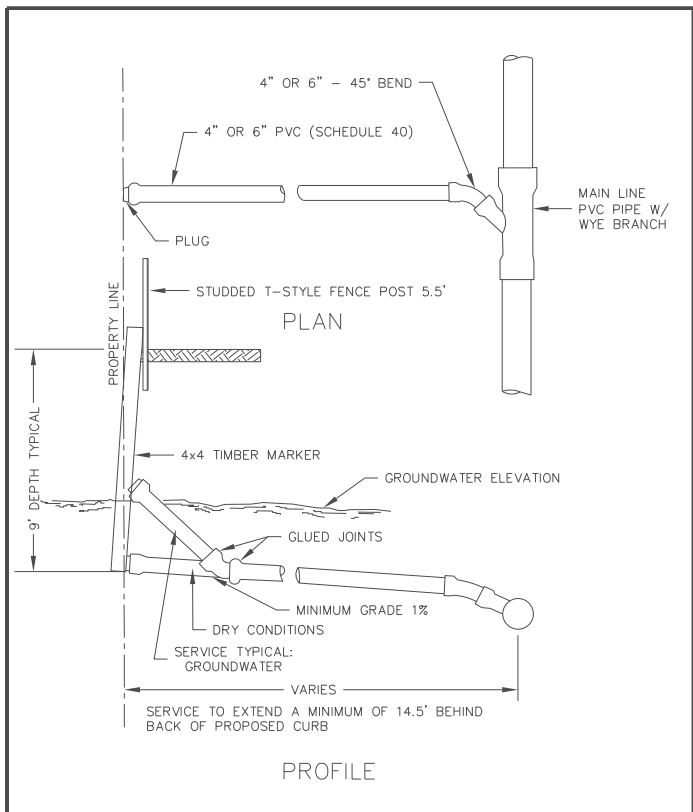 4" OR 6" - 45° BEND
4" OR 6" PVC (SCHEDULE 40)
MAIN LINE
PVC PIPE W/
WYE BRANCH
PLUG
PROPERTY LINE
STUDDED T-STYLE FENCE POST 5.5'
PLAN
9' DEPTH TYPICAL
4x4 TIMBER MARKER
GROUNDWATER ELEVATION
GLUED JOINTS
MINIMUM GRADE 1%
DRY CONDITIONS
SERVICE TYPICAL:
GROUNDWATER
VARIES
SERVICE TO EXTEND A MINIMUM OF 14.5' BEHIND
BACK OF PROPOSED CURB
PROFILE